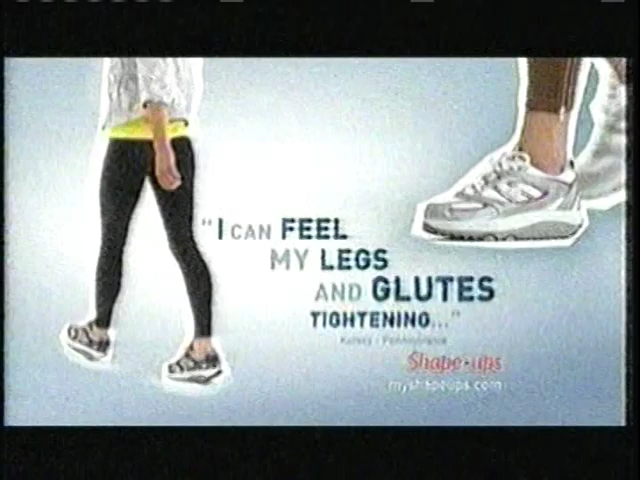 "I CAN FEEL
MY LEGS
AND GLUTES
TIGHTENING..."
Shape-ups
myshapeups.com